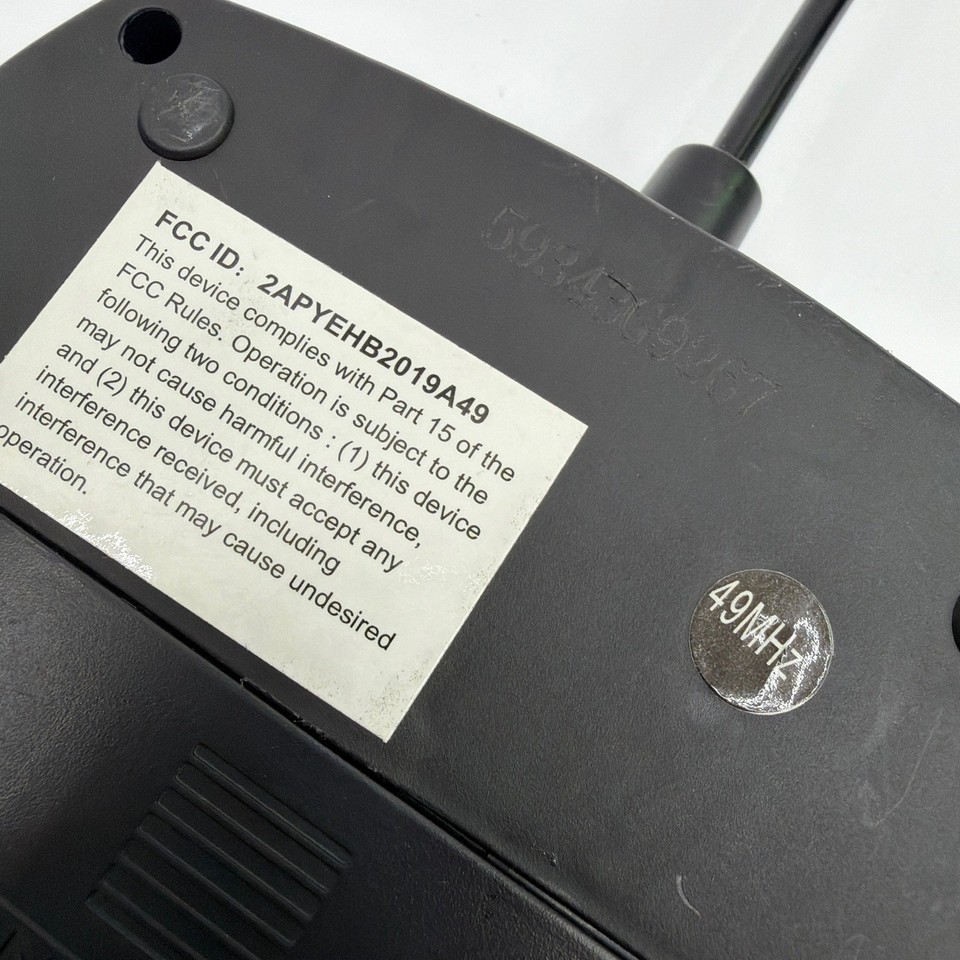 FCC ID: 2APYEHB2019A49
This device complies with Part 15 of the
FCC Rules. Operation is subject to the
following two conditions : (1) this device
may not cause harmful interference,
and (2) this device must accept any
interference received, including
interference that may cause undesired
operation.
49MHz